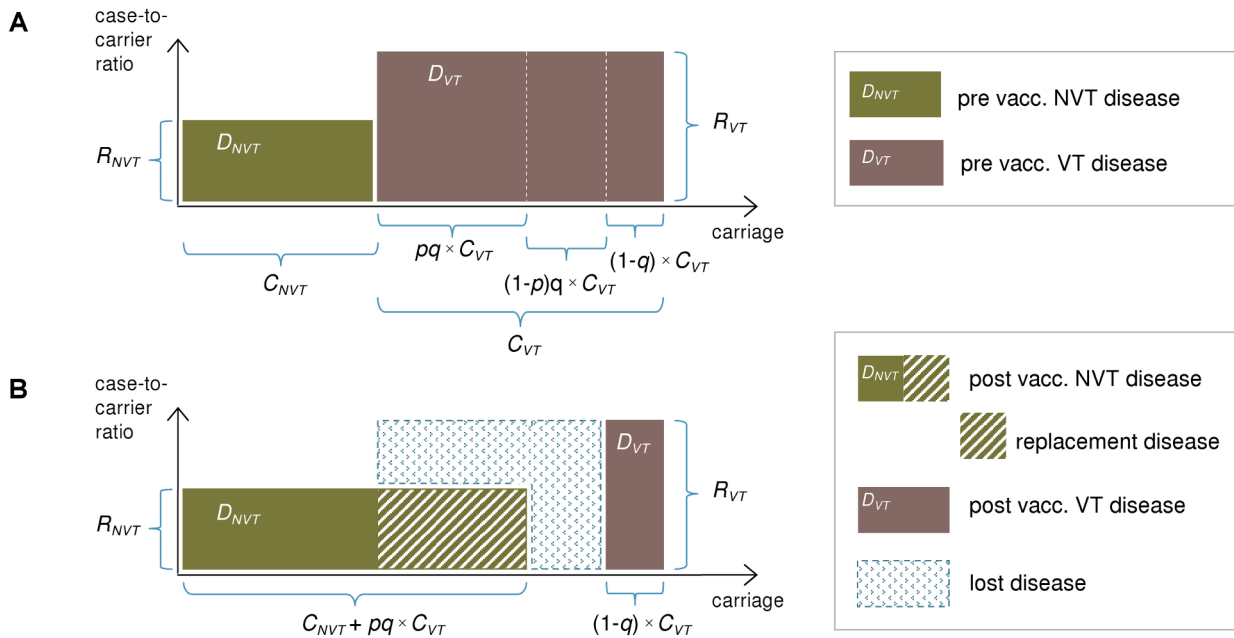 A
case-to-
carrier
ratio
D_VT
D_NVT
R_NVT
R_VT
carriage
pq × C_VT
(1-q) × C_VT
(1-p)q × C_VT
C_NVT
C_VT
D_NVT pre vacc. NVT disease
D_VT pre vacc. VT disease
B
case-to-
carrier
ratio
D_VT
D_NVT
R_NVT
R_VT
carriage
C_NVT + pq × C_VT
(1-q) × C_VT
D_NVT post vacc. NVT disease
replacement disease
D_VT post vacc. VT disease
lost disease